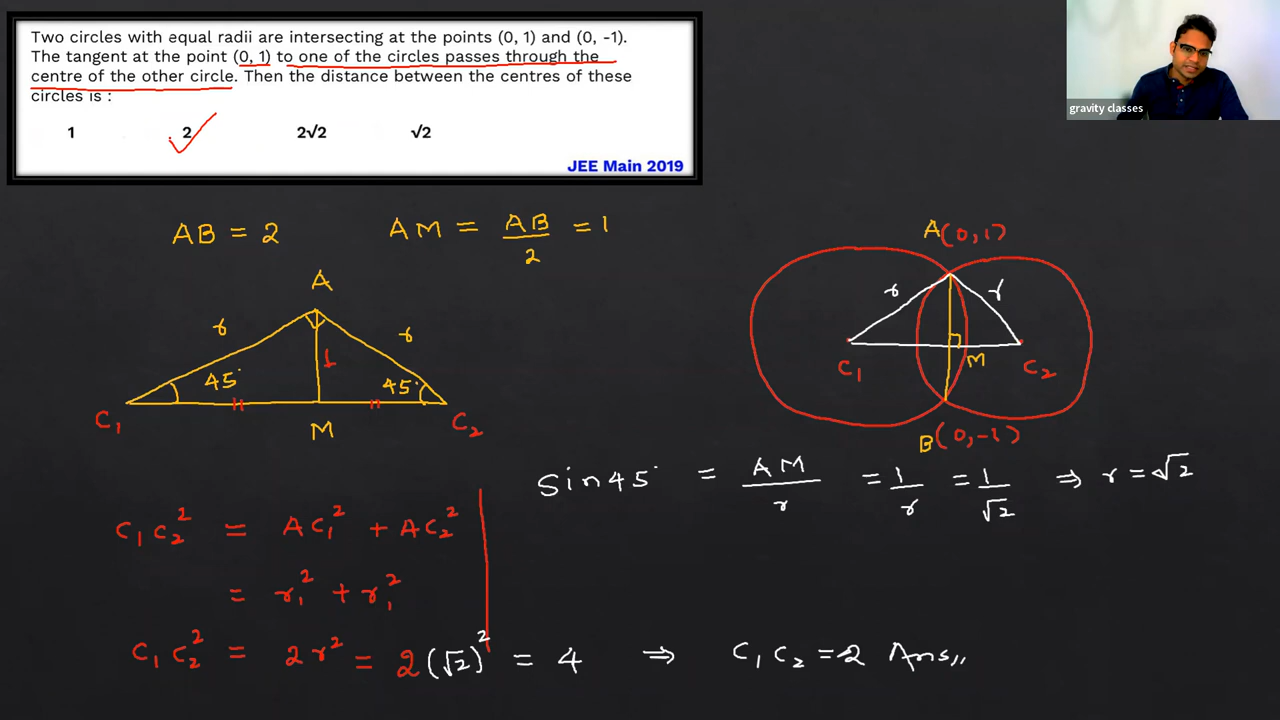 Two circles with equal radii are intersecting at the points (0, 1) and (0, -1).
The tangent at the point (0, 1) to one of the circles passes through the
centre of the other circle. Then the distance between the centres of these
circles is :
1 2 2√2 √2
JEE Main 2019
gravity classes
AB = 2 AM = AB/2 = 1
A
r r
1
45° 45°
C₁ M C₂
A(0,1)
r r
C₁ M C₂
B(0,-1)
Sin 45° = AM/r = 1/r = 1/√2 ⇒ r = √2
C₁C₂² = AC₁² + AC₂²
= r₁² + r₁²
C₁C₂² = 2r² = 2(√2)² = 4 ⇒ C₁C₂ = 2 Ans,,